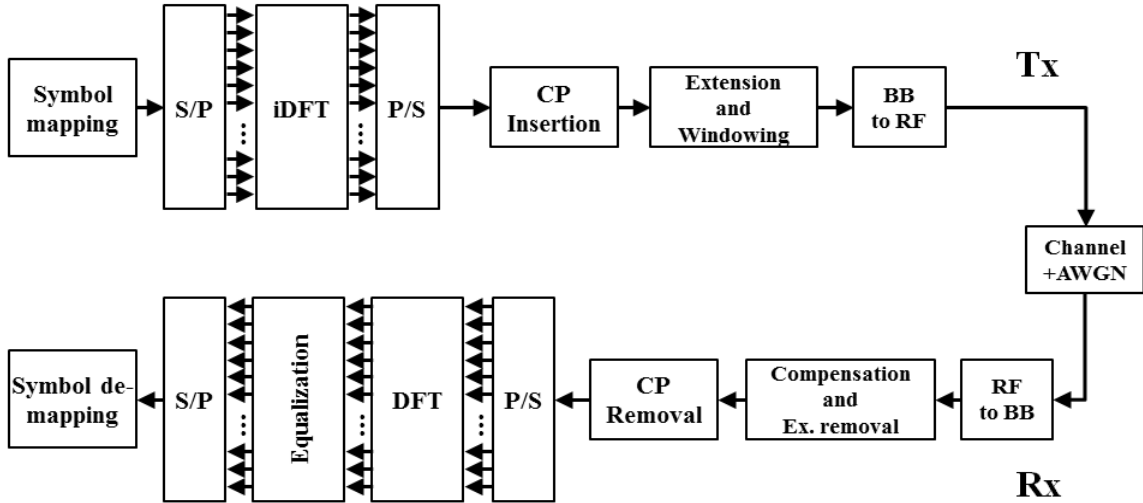 Symbol
mapping
S/P
...
iDFT
...
P/S
CP
Insertion
Extension
and
Windowing
BB
to RF
Tx
Channel
+AWGN
Symbol de-
mapping
S/P
...
Equalization
...
DFT
...
P/S
CP
Removal
Compensation
and
Ex. removal
RF
to BB
Rx